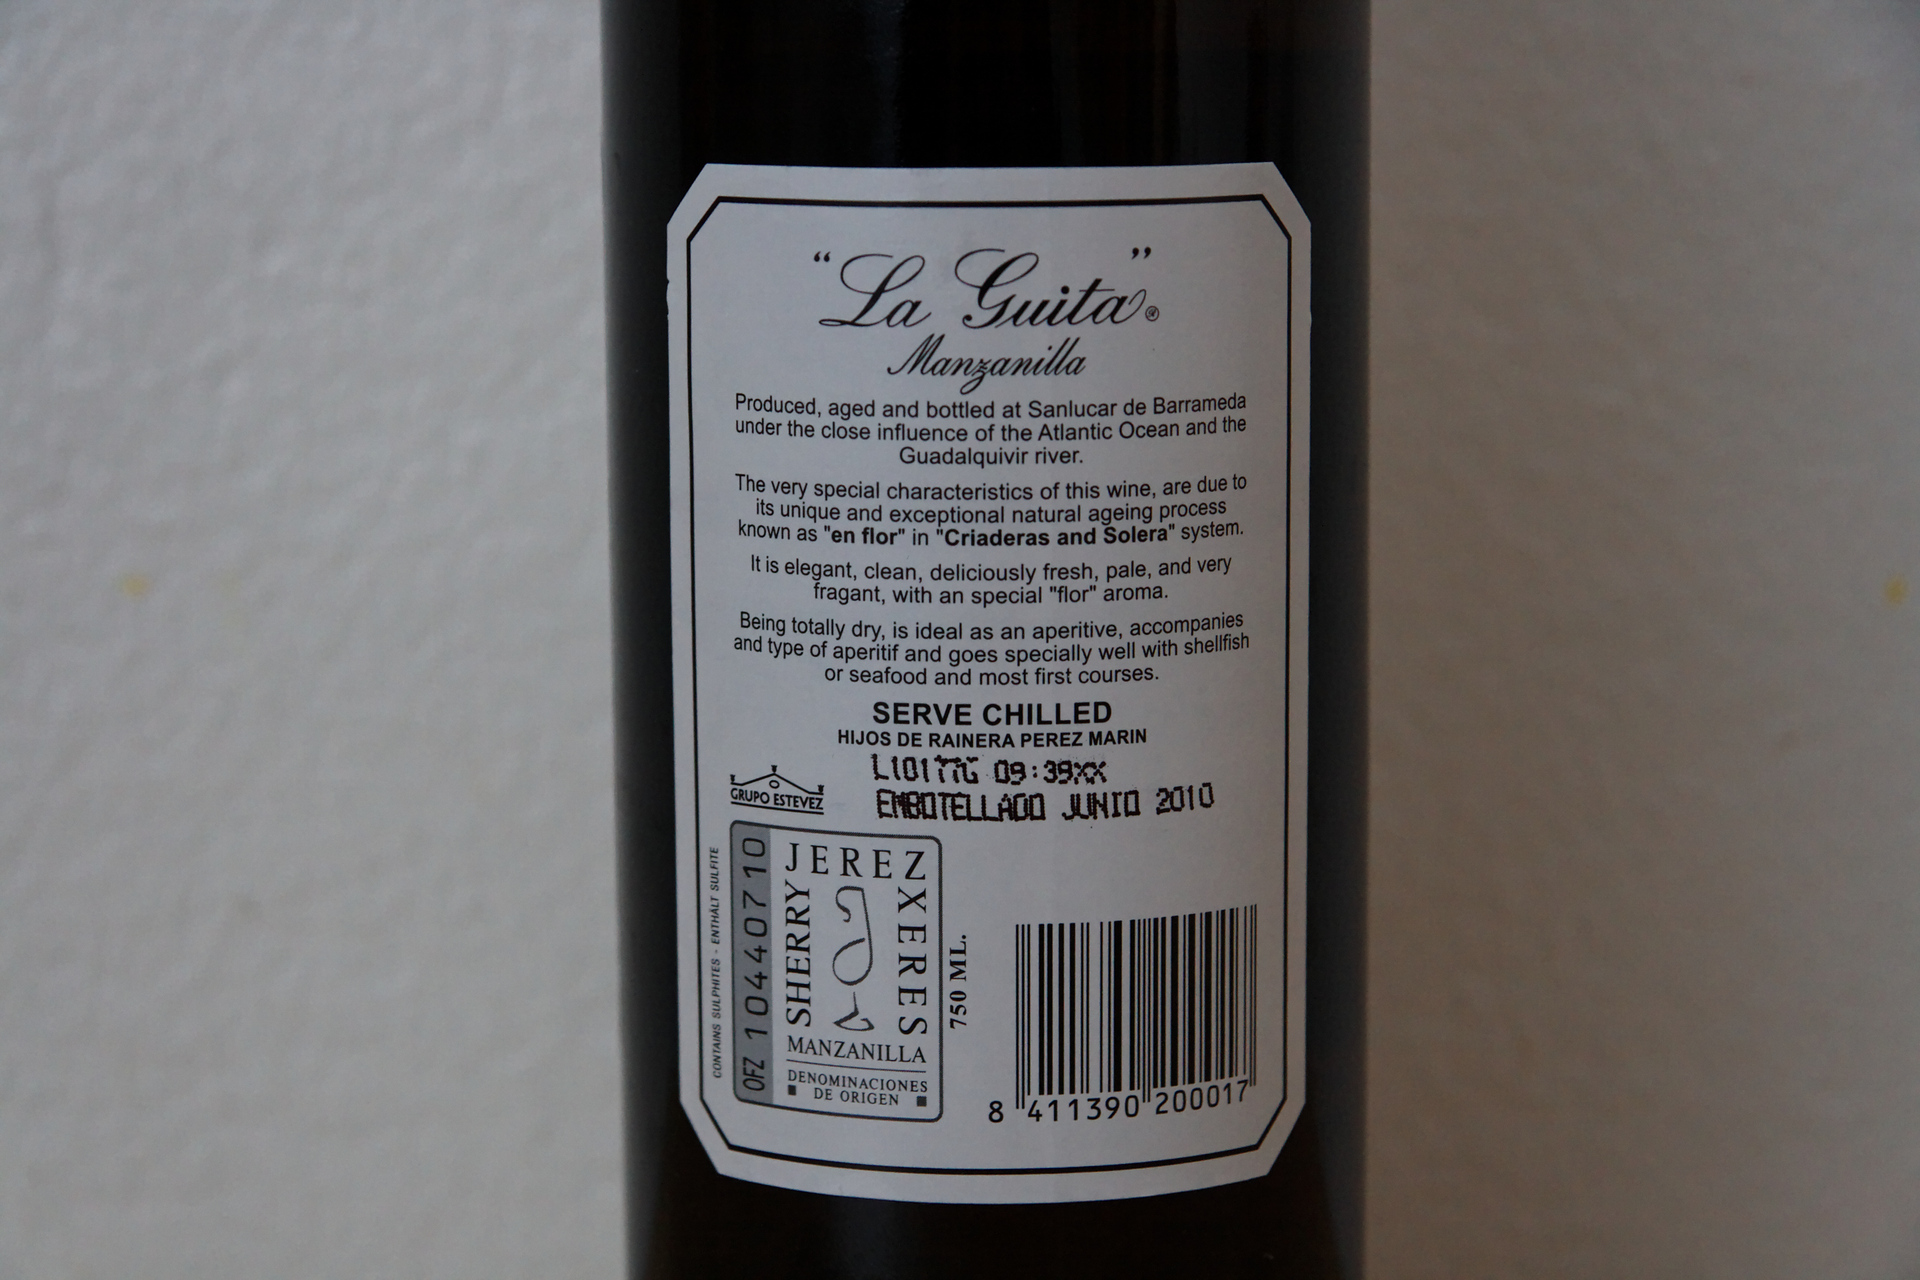 “La Guita”®
Manzanilla
Produced, aged and bottled at Sanlucar de Barrameda
under the close influence of the Atlantic Ocean and the
Guadalquivir river.
The very special characteristics of this wine, are due to
its unique and exceptional natural ageing process
known as "en flor" in "Criaderas and Solera" system.
It is elegant, clean, deliciously fresh, pale, and very
fragant, with an special "flor" aroma.
Being totally dry, is ideal as an aperitive, accompanies
and type of aperitif and goes specially well with shellfish
or seafood and most first courses.
SERVE CHILLED
HIJOS DE RAINERA PEREZ MARIN
09:39XX
EMBOTELLADO JUNIO 2010
GRUPO ESTEVEZ
CONTAINS SULPHITES - ENTHÄLT SULFITE
0FZ 10440710
JEREZ
XERES
SHERRY
MANZANILLA
DENOMINACIONES
DE ORIGEN
750 ML.
8 411390 200017